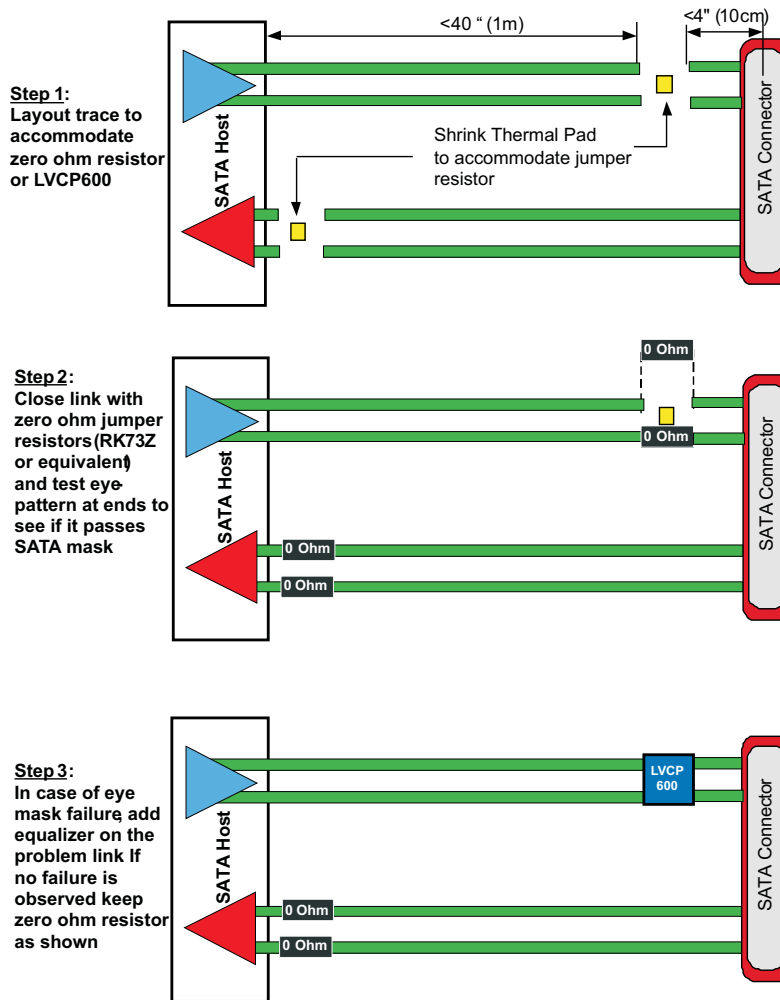 <40 “ (1m)
<4" (10cm)
Step 1:
Layout trace to
accommodate
zero ohm resistor
or LVCP600
SATA Host
Shrink Thermal Pad
to accommodate jumper
resistor
SATA Connector
Step 2:
Close link with
zero ohm jumper
resistors (RK73Z
or equivalent)
and test eye-
pattern at ends to
see if it passes
SATA mask
SATA Host
0 Ohm
0 Ohm
0 Ohm
0 Ohm
SATA Connector
Step 3:
In case of eye
mask failure, add
equalizer on the
problem link If
no failure is
observed keep
zero ohm resistor
as shown
SATA Host
LVCP
600
0 Ohm
0 Ohm
SATA Connector